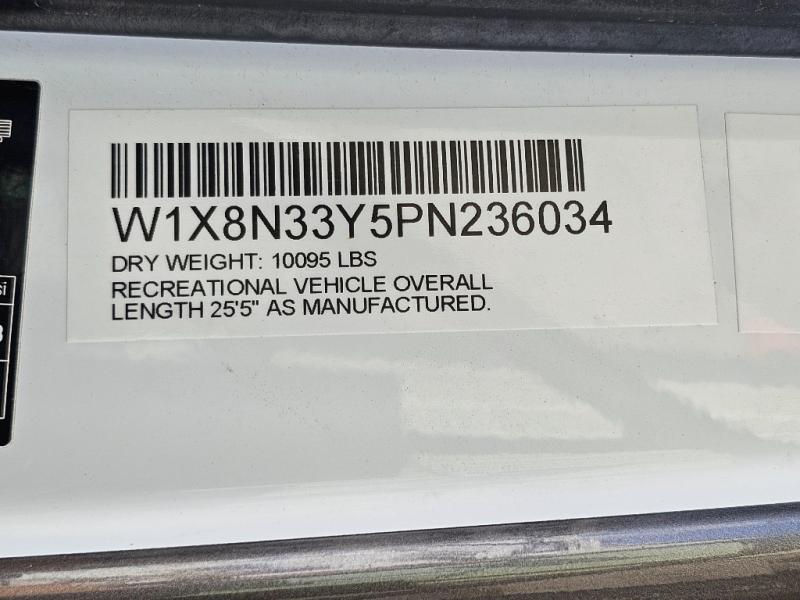 W1X8N33Y5PN236034
DRY WEIGHT: 10095 LBS
RECREATIONAL VEHICLE OVERALL
LENGTH 25'5" AS MANUFACTURED.